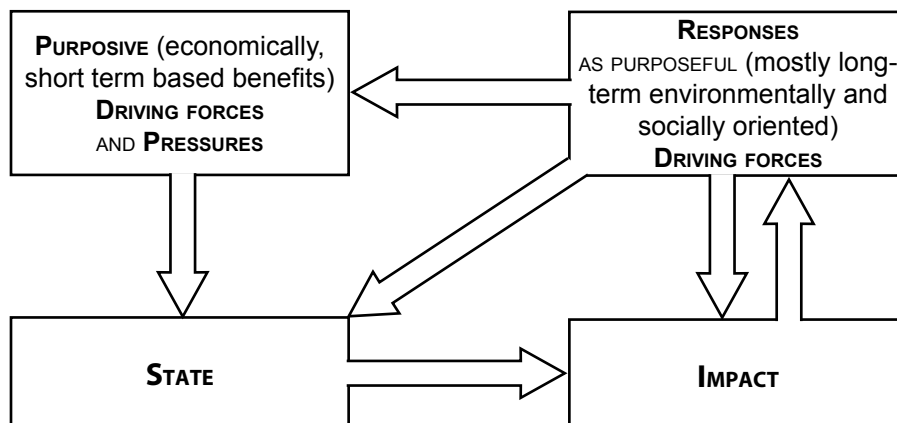 PURPOSIVE (economically,
short term based benefits)
DRIVING FORCES
AND PRESSURES
RESPONSES
AS PURPOSEFUL (mostly long-
term environmentally and
socially oriented)
DRIVING FORCES
STATE
IMPACT